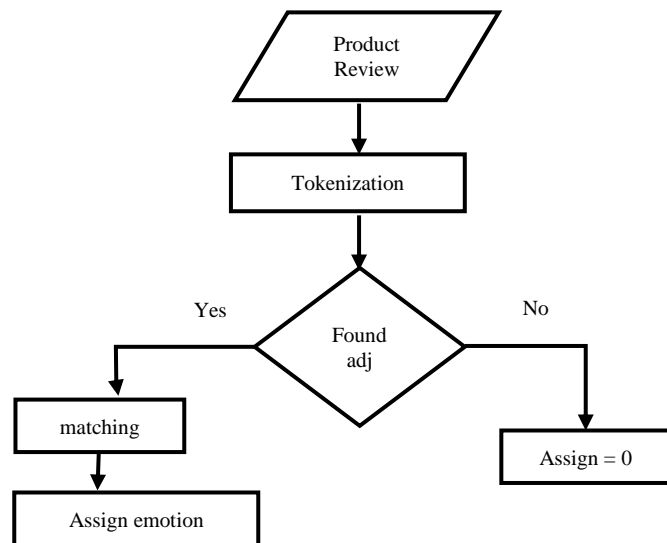 Product
Review
Tokenization
Yes
No
Found
adj
matching
Assign = 0
Assign emotion